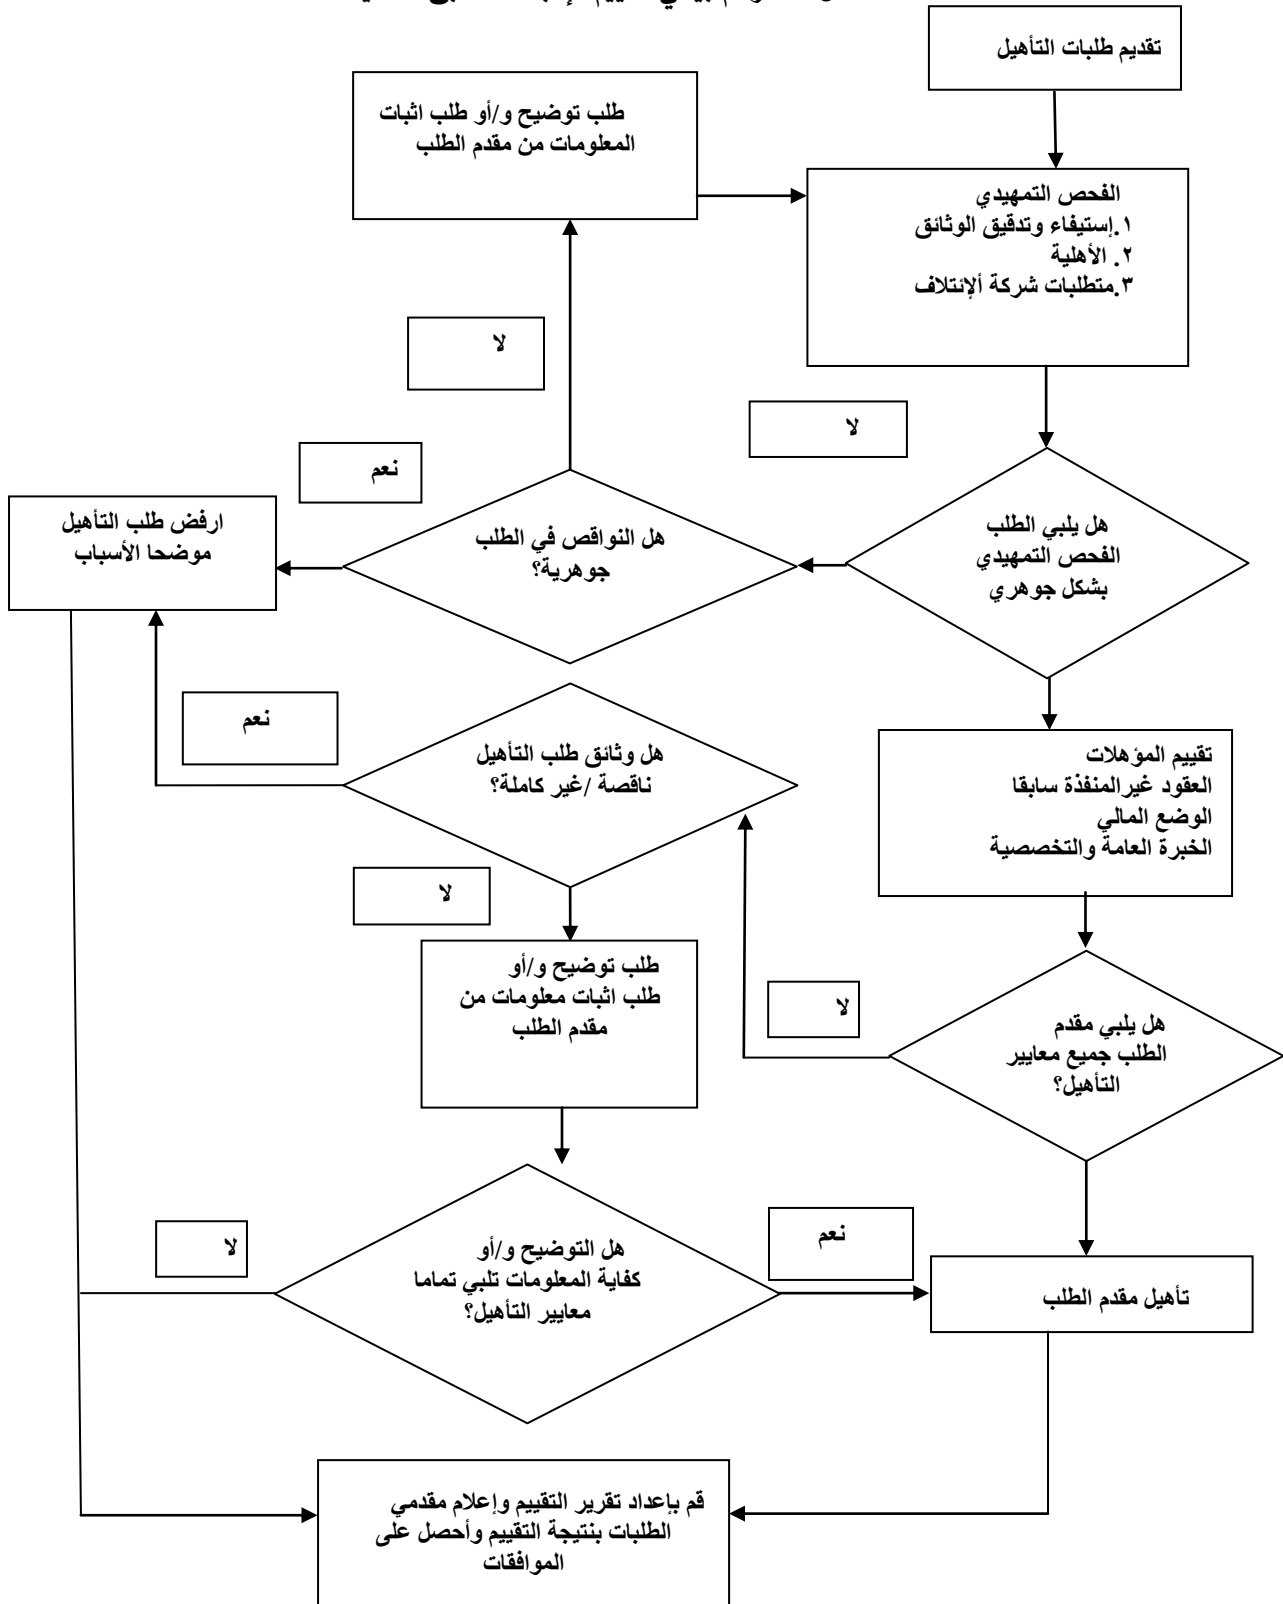 تقديم طلبات التأهيل
طلب توضيح و/أو طلب اثبات
المعلومات من مقدم الطلب
الفحص التمهيدي
١.إستيفاء وتدقيق الوثائق
٢. الأهلية
٣.متطلبات شركة ألإئتلاف
لا
لا
نعم
هل يلبي الطلب
الفحص التمهيدي
بشكل جوهري
هل النواقص في الطلب
جوهرية؟
ارفض طلب التأهيل
موضحا الأسباب
نعم
هل وثائق طلب التأهيل
ناقصة /غير كاملة؟
تقييم المؤهلات
العقود غيرالمنفذة سابقا
الوضع المالي
الخبرة العامة والتخصصية
لا
طلب توضيح و/أو
طلب اثبات معلومات من
مقدم الطلب
لا
هل يلبي مقدم
الطلب جميع معايير
التأهيل؟
لا
هل التوضيح و/أو
كفاية المعلومات تلبي تماما
معايير التأهيل؟
نعم
تأهيل مقدم الطلب
قم بإعداد تقرير التقييم وإعلام مقدمي
الطلبات بنتيجة التقييم وأحصل على
الموافقات